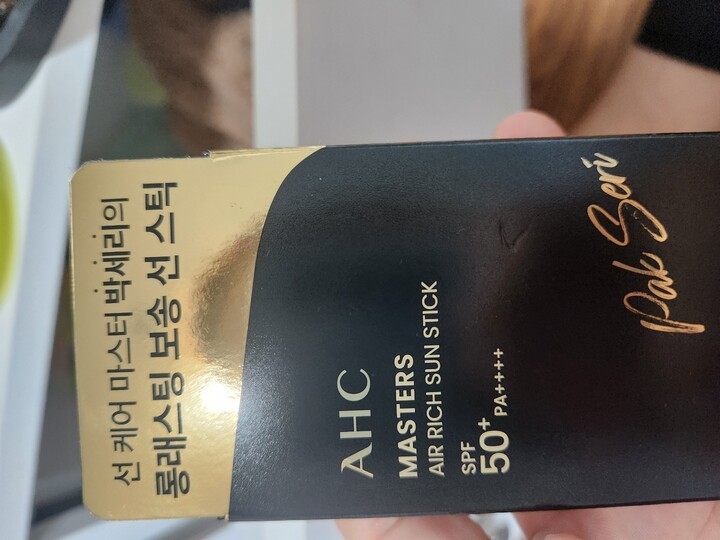 선 케어 마스터 박세리의
롱래스팅 보송 선 스틱
AHC
MASTERS
AIR RICH SUN STICK
SPF
50+ PA++++
Pak Seri